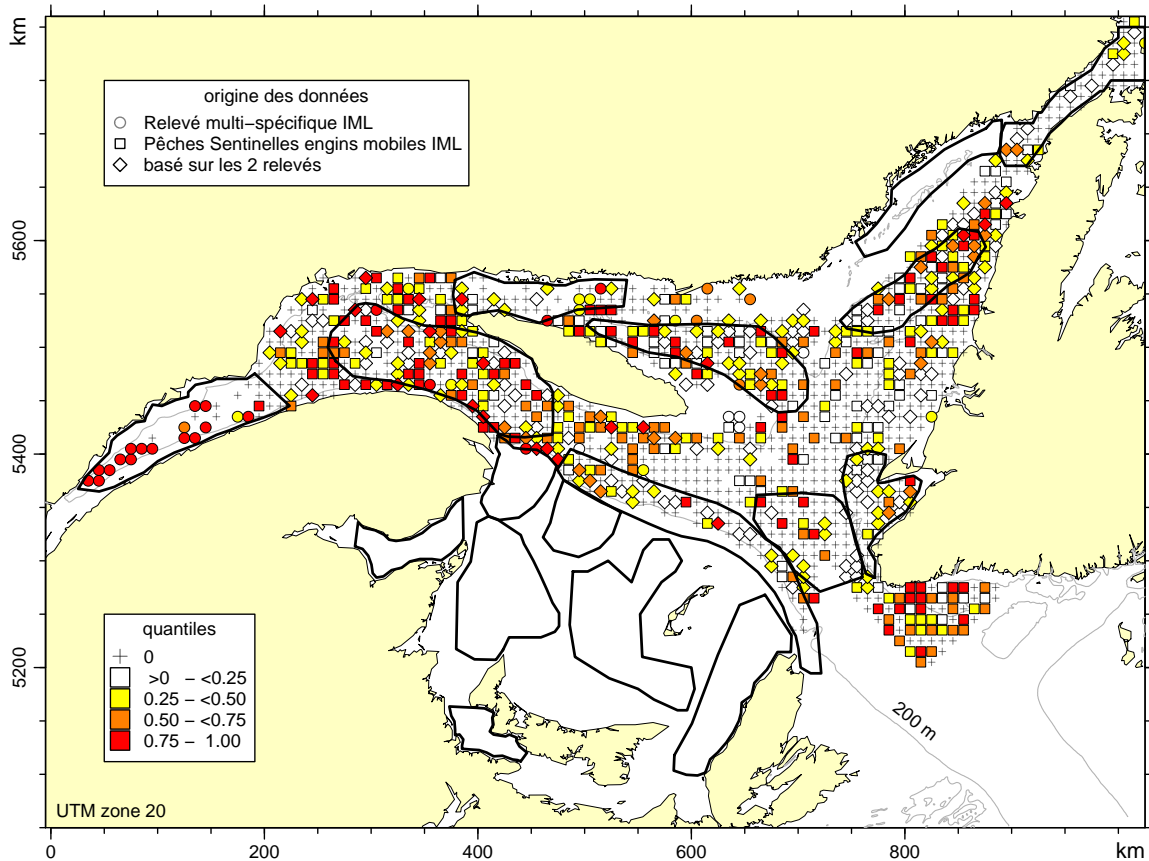 km
origine des données
Relevé multi−spécifique IML
Pêches Sentinelles engins mobiles IML
basé sur les 2 relevés
5600
5400
5200
quantiles
0
>0 − <0.25
0.25 − <0.50
0.50 − <0.75
0.75 − 1.00
200 m
UTM zone 20
0 200 400 600 800 km